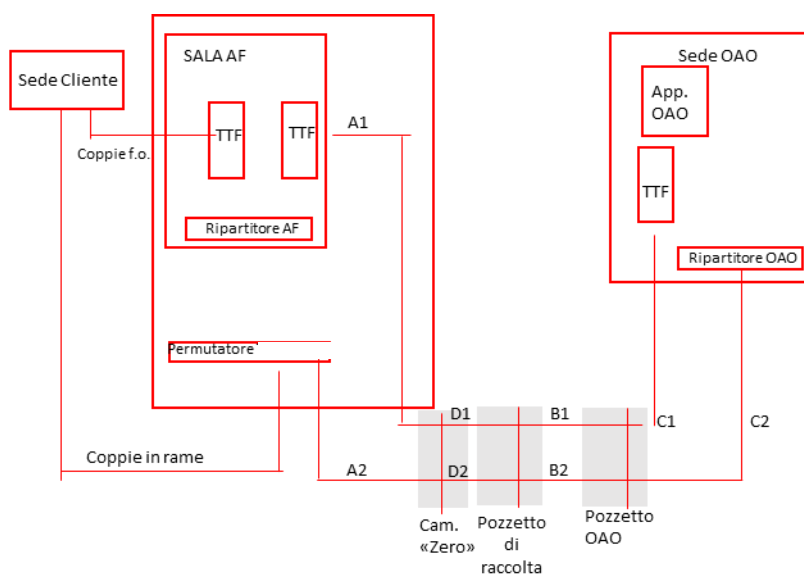 Sede Cliente
SALA AF
TTF
TTF
A1
Coppie f.o.
Ripartitore AF
Permutatore
Sede OAO
App.
OAO
TTF
Ripartitore OAO
D1
B1
C1
C2
Coppie in rame
A2
D2
B2
Cam.
«Zero»
Pozzetto
di
raccolta
Pozzetto
OAO